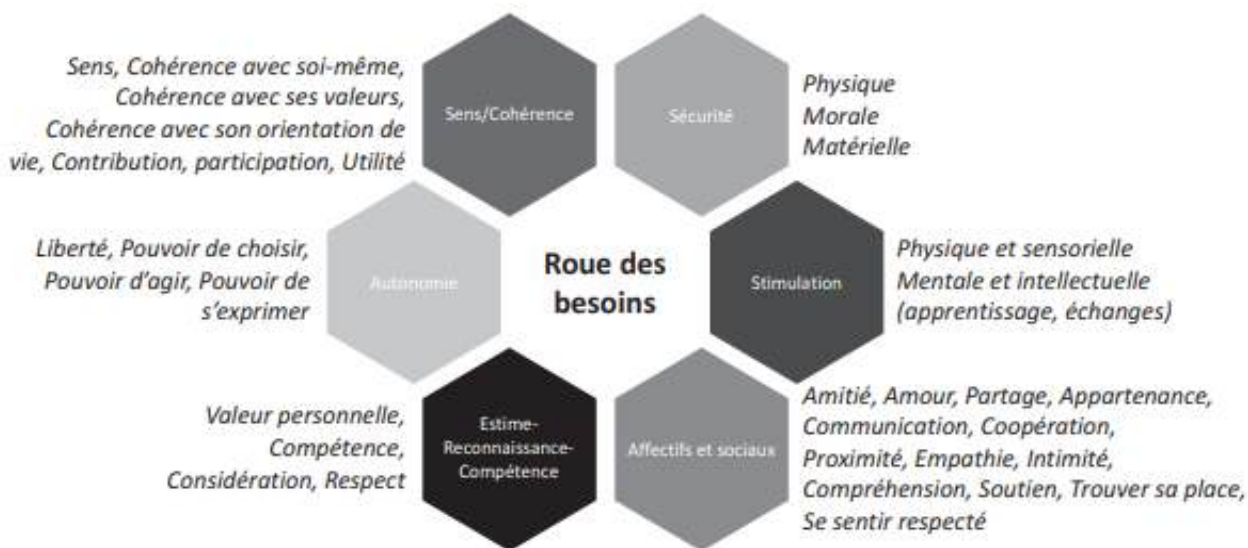 Sens, Cohérence avec soi-même,
Cohérence avec ses valeurs,
Cohérence avec son orientation de
vie, Contribution, participation, Utilité
Sens/Cohérence
Sécurité
Physique
Morale
Matérielle
Liberté, Pouvoir de choisir,
Pouvoir d'agir, Pouvoir de
s'exprimer
Autonomie
Roue des
besoins
Stimulation
Physique et sensorielle
Mentale et intellectuelle
(apprentissage, échanges)
Valeur personnelle,
Compétence,
Considération, Respect
Estime-
Reconnaissance-
Compétence
Affectifs et sociaux
Amitié, Amour, Partage, Appartenance,
Communication, Coopération,
Proximité, Empathie, Intimité,
Compréhension, Soutien, Trouver sa place,
Se sentir respecté